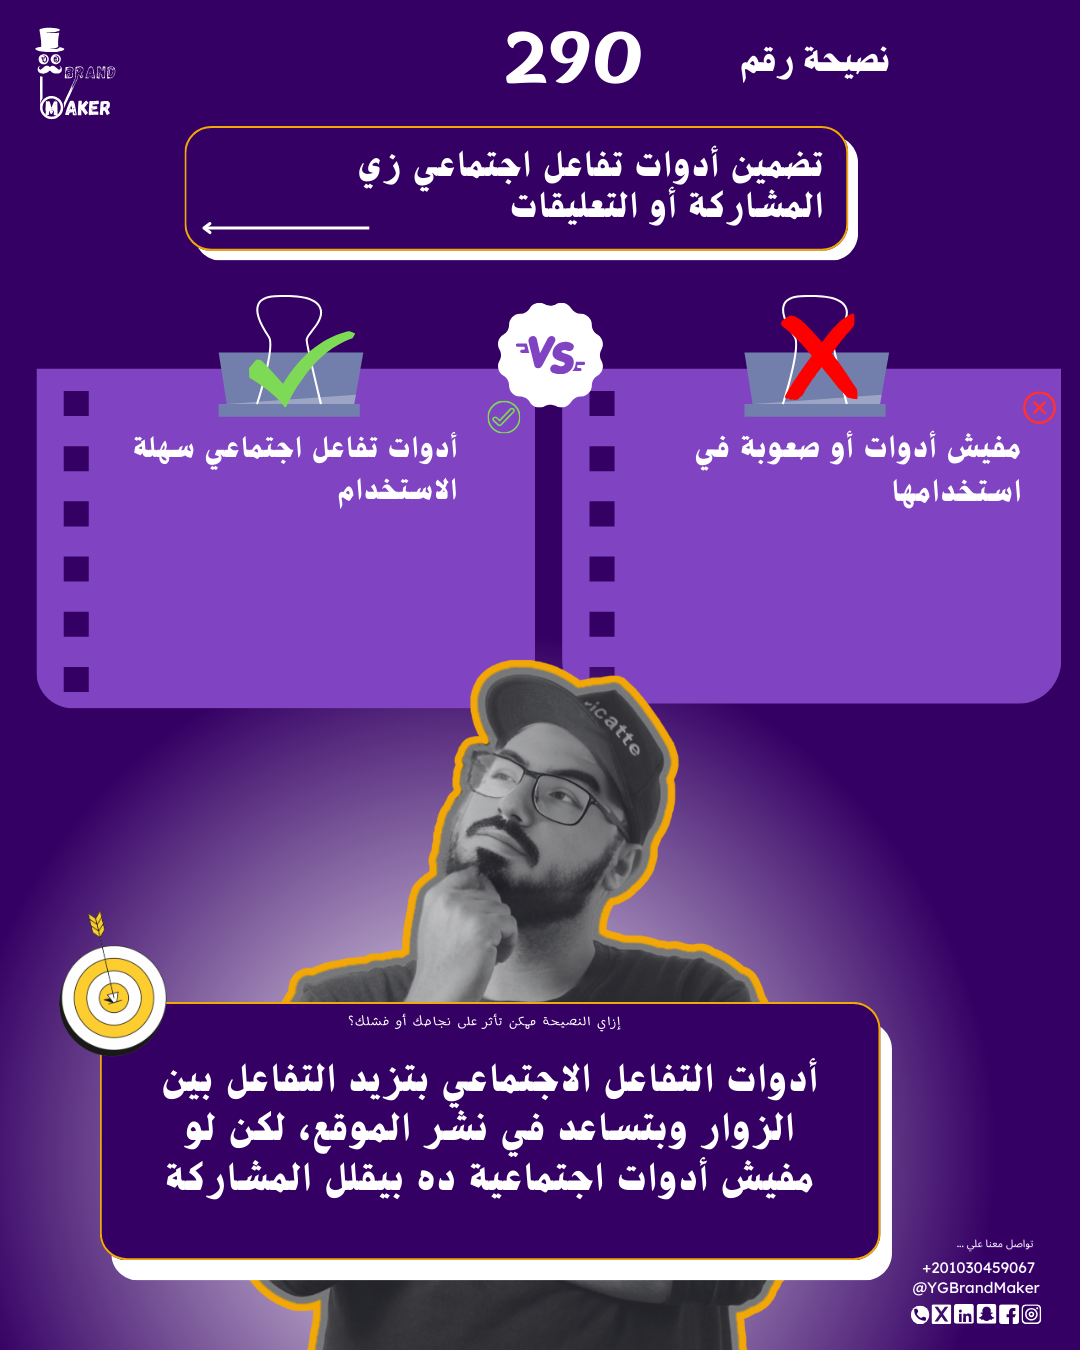 BRAND
MAKER
نصيحة رقم 290
تضمين أدوات تفاعل اجتماعي زي
المشاركة أو التعليقات
VS
مفيش أدوات أو صعوبة في
استخدامها
أدوات تفاعل اجتماعي سهلة
الاستخدام
icatte
إزاي النصيحة ممكن تأثر على نجاحك أو فشلك؟
أدوات التفاعل الاجتماعي بتزيد التفاعل بين
الزوار وبتساعد في نشر الموقع، لكن لو
مفيش أدوات اجتماعية ده بيقلل المشاركة
تواصل معنا علي ...
+201030459067
@YGBrandMaker